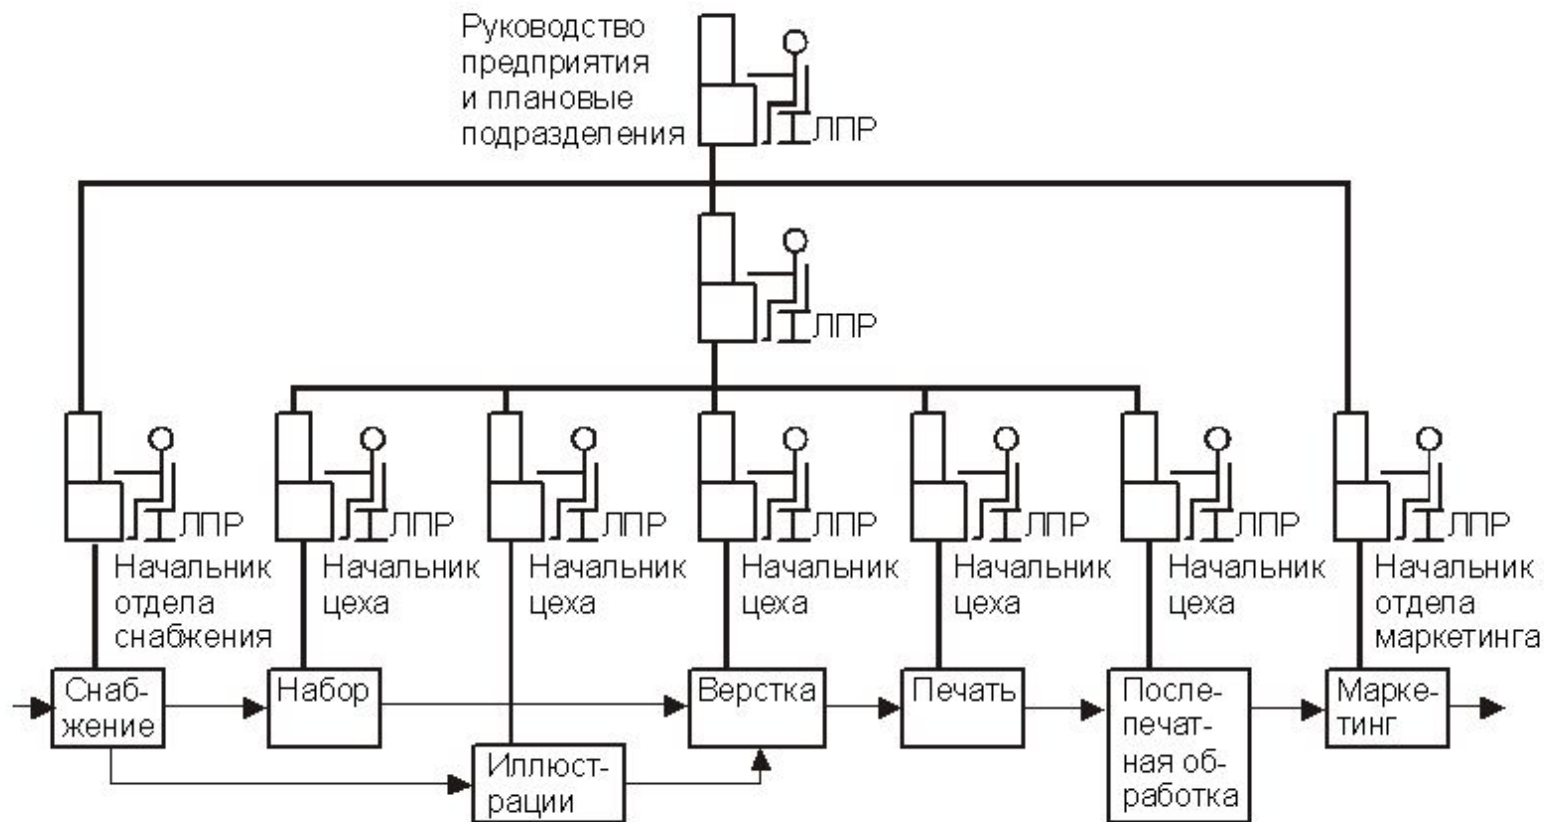 Руководство
предприятия
и плановые
подразделения
ЛПР
ЛПР
ЛПР
Начальник
отдела
снабжения
ЛПР
Начальник
цеха
ЛПР
Начальник
цеха
ЛПР
Начальник
цеха
ЛПР
Начальник
цеха
ЛПР
Начальник
цеха
ЛПР
Начальник
отдела
маркетинга
Снаб-
жение
Набор
Иллюст-
рации
Верстка
Печать
После-
печат-
ная об-
работка
Марке-
тинг